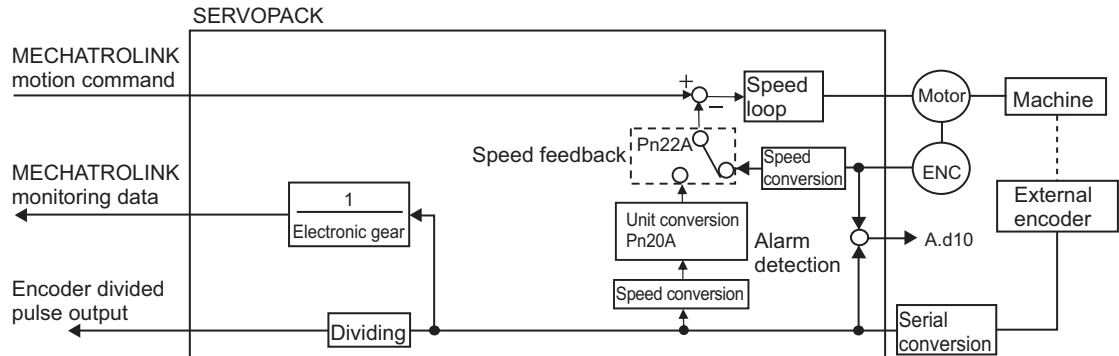 SERVOPACK
MECHATROLINK
motion command
+
−
Speed
loop
Motor
Machine
Pn22A
Speed feedback
Speed
conversion
ENC
MECHATROLINK
monitoring data
1
Electronic gear
Unit conversion
Pn20A
Alarm
detection
A.d10
External
encoder
Speed conversion
Encoder divided
pulse output
Dividing
Serial
conversion